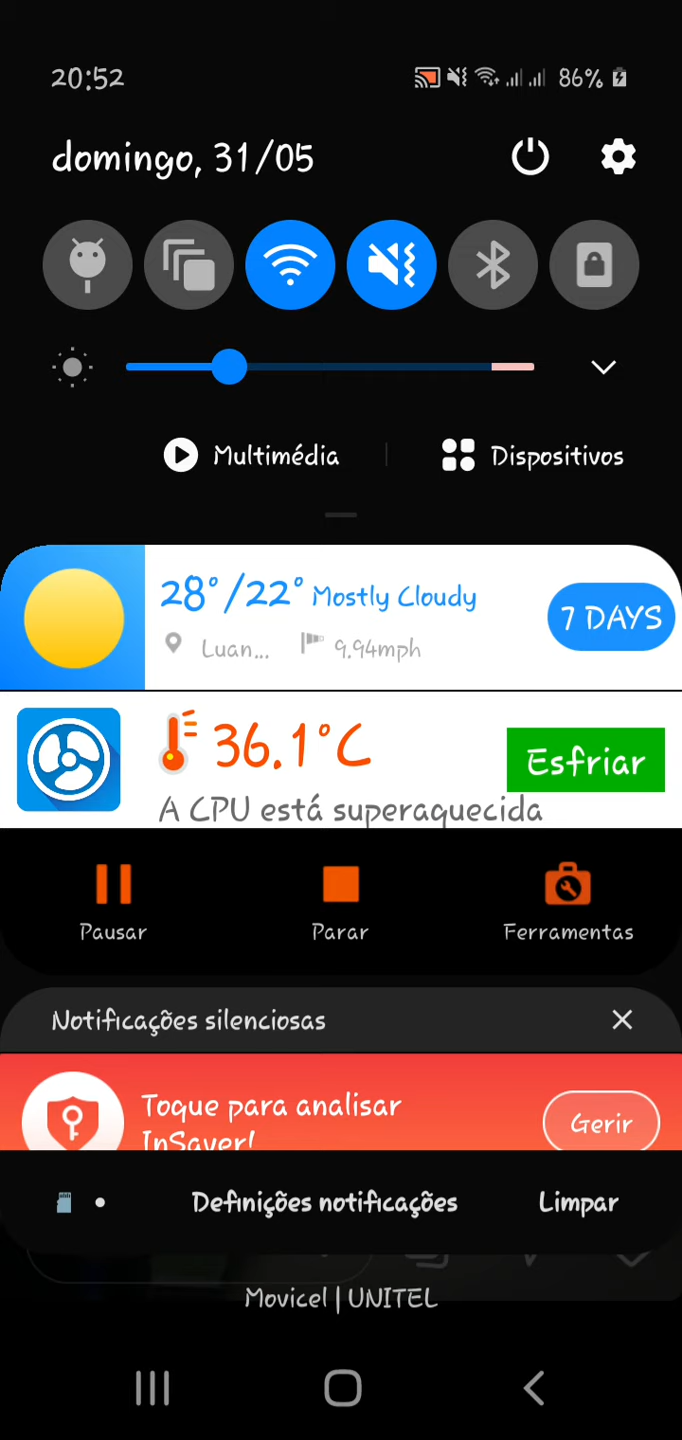 20:52 86%
domingo, 31/05
Multimédia | Dispositivos
28°/22° Mostly Cloudy
7 DAYS
Luan... 9.94mph
36.1°C
Esfriar
A CPU está superaquecida
Pausar Parar Ferramentas
Notificações silenciosas
Toque para analisar
InSaver!
Gerir
Definições notificações Limpar
Movicel | UNITEL